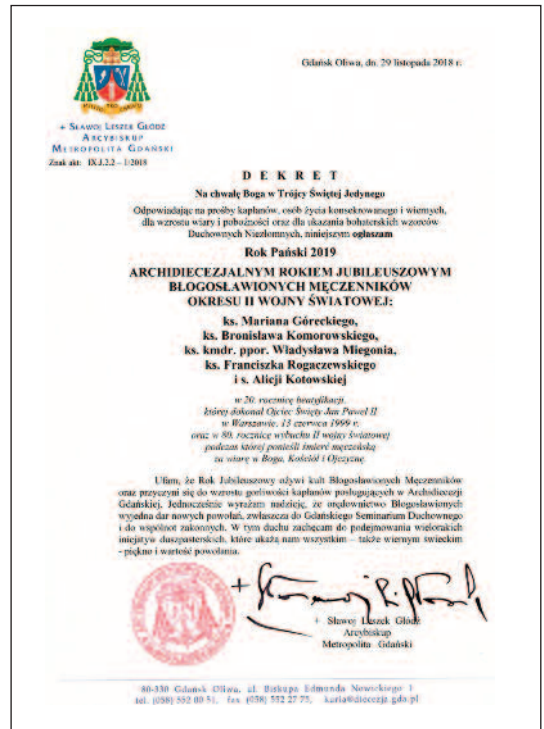 Gdańsk Oliwa, dn. 29 listopada 2018 r.
+ Sławoj Leszek Głódź
Arcybiskup
Metropolita Gdański
Znak akt: IX.J.2.2 – 1/2018
DEKRET
Na chwałę Boga w Trójcy Świętej Jedynego
Odpowiadając na prośby kapłanów, osób życia konsekrowanego i wiernych,
dla wzrostu wiary i pobożności oraz dla ukazania bohaterskich wzorców
Duchownych Niezłomnych, niniejszym ogłaszam
Rok Pański 2019
ARCHIDIECEZJALNYM ROKIEM JUBILEUSZOWYM
BŁOGOSŁAWIONYCH MĘCZENNIKÓW
OKRESU II WOJNY ŚWIATOWEJ:
ks. Mariana Góreckiego,
ks. Bronisława Komorowskiego,
ks. kmdr. ppor. Władysława Miegonia,
ks. Franciszka Rogaczewskiego
i s. Alicji Kotowskiej
w 20. rocznicę beatyfikacji,
której dokonał Ojciec Święty Jan Paweł II
w Warszawie, 13 czerwca 1999 r.
oraz w 80. rocznicę wybuchu II wojny światowej
podczas której ponieśli śmierć męczeńską
za wiarę w Boga, Kościół i Ojczyznę.
Ufam, że Rok Jubileuszowy ożywi kult Błogosławionych Męczenników
oraz przyczyni się do wzrostu gorliwości kapłanów posługujących w Archidiecezji
Gdańskiej. Jednocześnie wyrażam nadzieję, że orędownictwo Błogosławionych
wyjedna dar nowych powołań, zwłaszcza do Gdańskiego Seminarium Duchownego
i do wspólnot zakonnych. W tym duchu zachęcam do podejmowania wielorakich
inicjatyw duszpasterskich, które ukażą nam wszystkim – także wiernym świeckim
- piękno i wartość powołania.
+ Sławoj Leszek Głódź
Arcybiskup
Metropolita Gdański
80-330 Gdańsk Oliwa, ul. Biskupa Edmunda Nowickiego 1
tel. (058) 552 00 51, fax (058) 552 27 75, kuria@diecezja.gda.pl